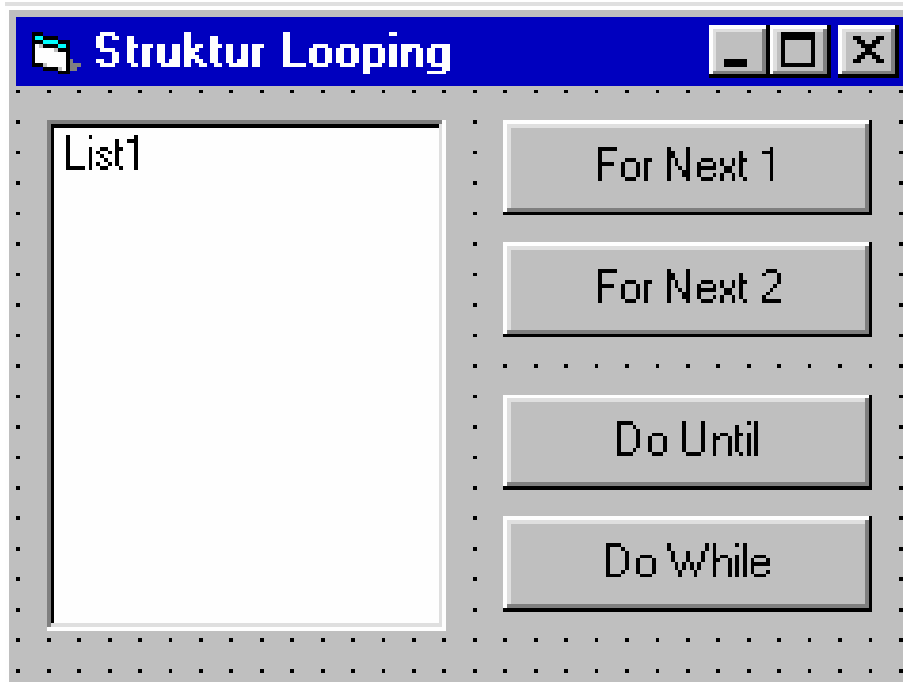 Struktur Looping
List1
For Next 1
For Next 2
Do Until
Do While